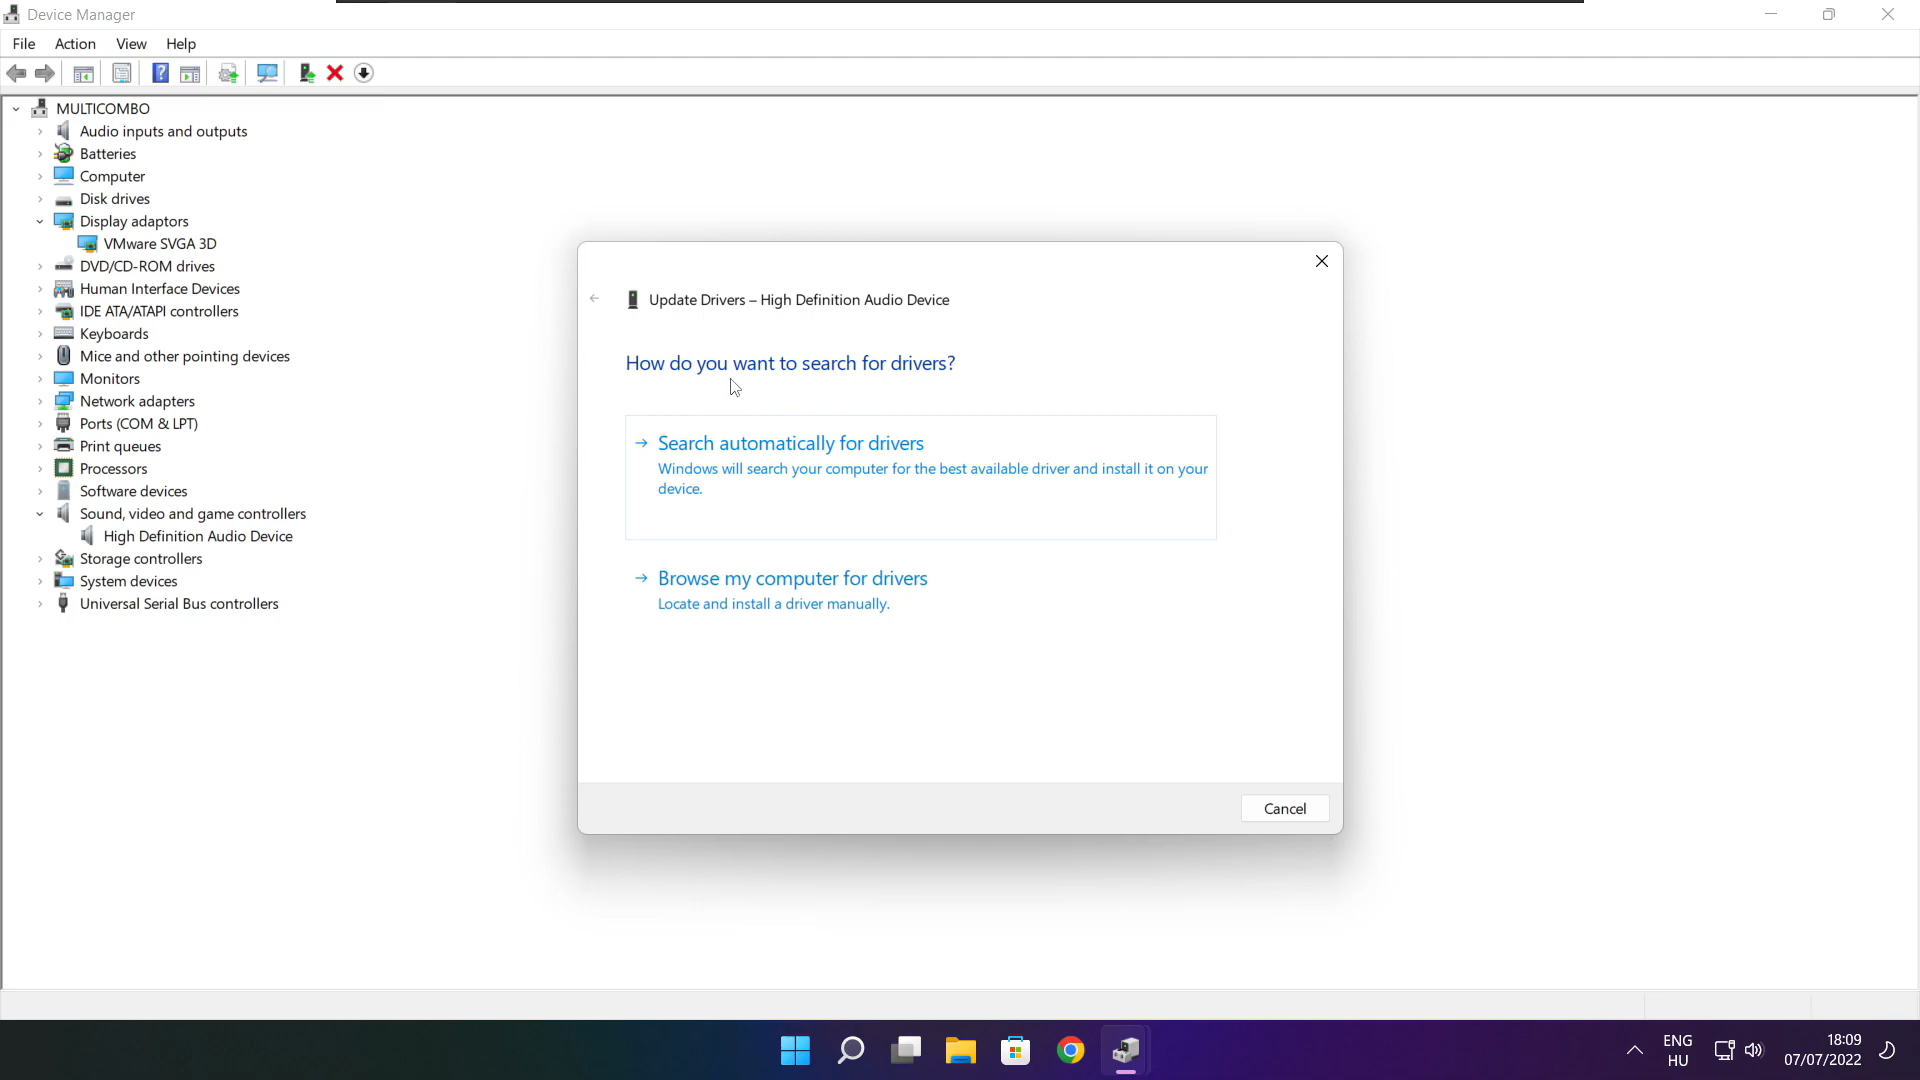 Device Manager
File Action View Help
MULTICOMBO
Audio inputs and outputs
Batteries
Computer
Disk drives
Display adaptors
VMware SVGA 3D
DVD/CD-ROM drives
Human Interface Devices
IDE ATA/ATAPI controllers
Keyboards
Mice and other pointing devices
Monitors
Network adapters
Ports (COM & LPT)
Print queues
Processors
Software devices
Sound, video and game controllers
High Definition Audio Device
Storage controllers
System devices
Universal Serial Bus controllers
Update Drivers – High Definition Audio Device
How do you want to search for drivers?
Search automatically for drivers
Windows will search your computer for the best available driver and install it on your
device.
Browse my computer for drivers
Locate and install a driver manually.
Cancel
ENG
HU
18:09
07/07/2022